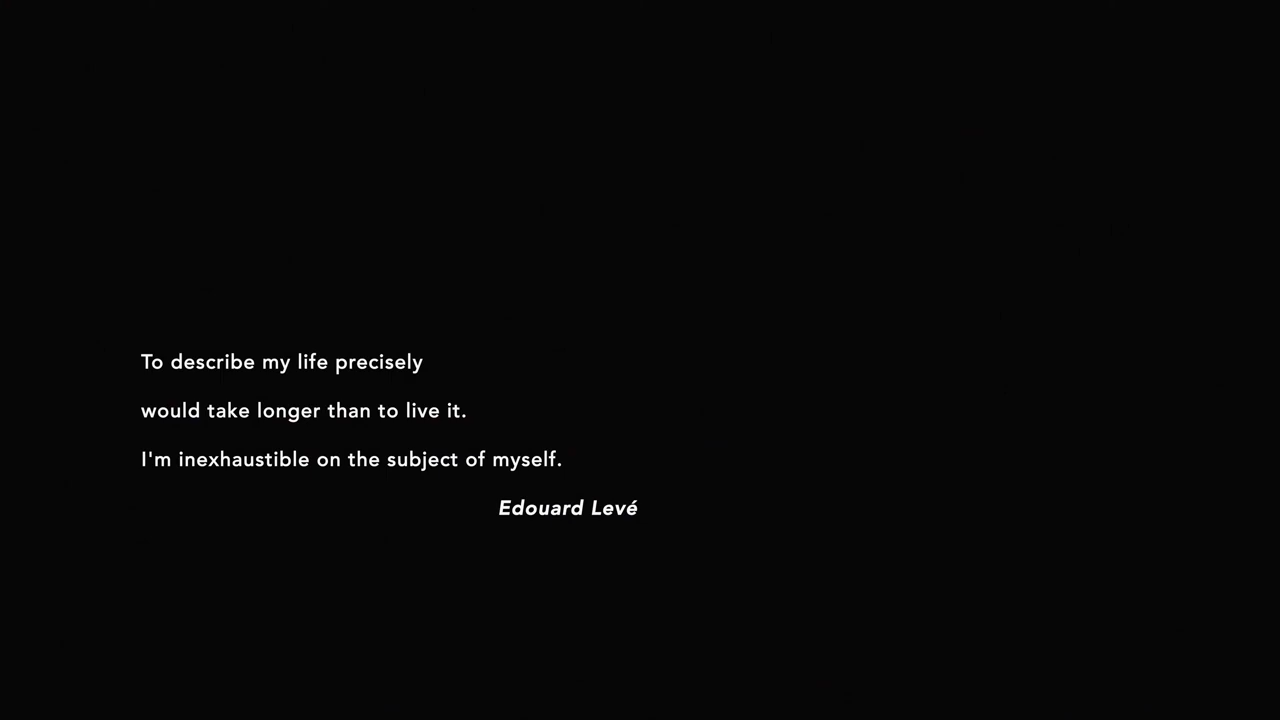 To describe my life precisely
would take longer than to live it.
I'm inexhaustible on the subject of myself.
Edouard Levé